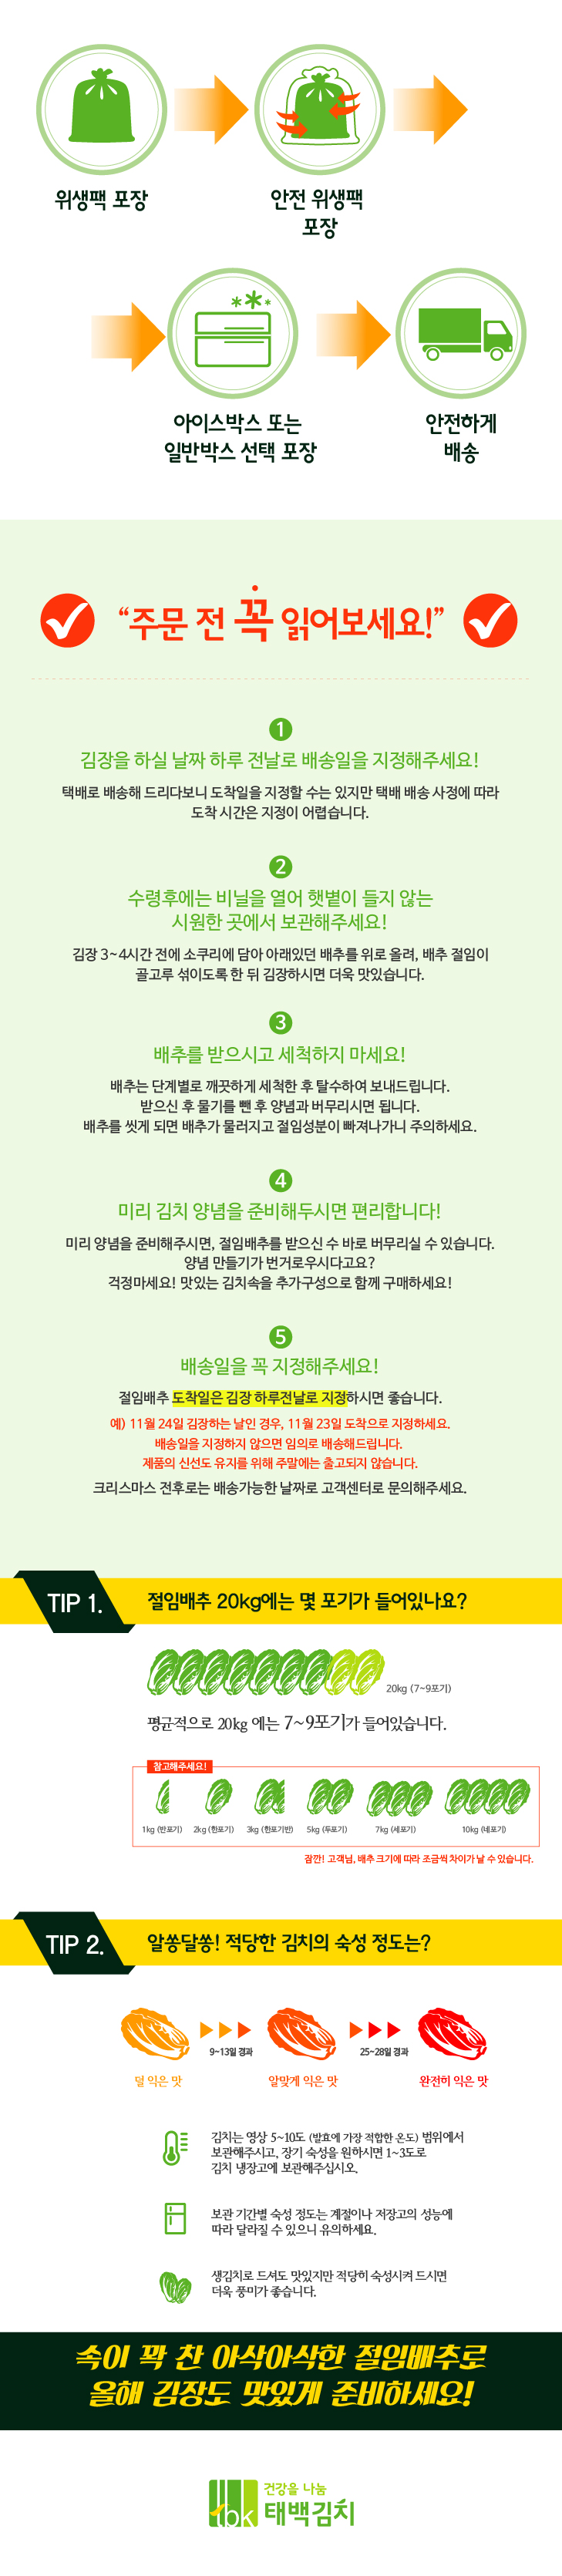 위생팩 포장
안전 위생팩
포장
아이스박스 또는
일반박스 선택 포장
안전하게
배송
“주문 전 꼭 읽어보세요!”
1
김장을 하실 날짜 하루 전날로 배송일을 지정해주세요!
택배로 배송해 드리다보니 도착일을 지정할 수는 있지만 택배 배송 사정에 따라
도착 시간은 지정이 어렵습니다.
2
수령후에는 비닐을 열어 햇볕이 들지 않는
시원한 곳에서 보관해주세요!
김장 3~4시간 전에 소쿠리에 담아 아래있던 배추를 위로 올려, 배추 절임이
골고루 섞이도록 한 뒤 김장하시면 더욱 맛있습니다.
3
배추를 받으시고 세척하지 마세요!
배추는 단계별로 깨끗하게 세척한 후 탈수하여 보내드립니다.
받으신 후 물기를 뺀 후 양념과 버무리시면 됩니다.
배추를 씻게 되면 배추가 물러지고 절임성분이 빠져나가니 주의하세요.
4
미리 김치 양념을 준비해두시면 편리합니다!
미리 양념을 준비해주시면, 절임배추를 받으신 수 바로 버무리실 수 있습니다.
양념 만들기가 번거로우시다고요?
걱정마세요! 맛있는 김치속을 추가구성으로 함께 구매하세요!
5
배송일을 꼭 지정해주세요!
절임배추 도착일은 김장 하루전날로 지정하시면 좋습니다.
예) 11월 24일 김장하는 날인 경우, 11월 23일 도착으로 지정하세요.
배송일을 지정하지 않으면 임의로 배송해드립니다.
제품의 신선도 유지를 위해 주말에는 출고되지 않습니다.
크리스마스 전후로는 배송가능한 날짜로 고객센터로 문의해주세요.
TIP 1.
절임배추 20kg에는 몇 포기가 들어있나요?
20kg (7~9포기)
평균적으로 20kg 에는 7~9포기가 들어있습니다.
참고해주세요!
1kg (반포기) 2kg (한포기) 3kg (한포기반) 5kg (두포기) 7kg (세포기) 10kg (네포기)
잠깐! 고객님, 배추 크기에 따라 조금씩 차이가 날 수 있습니다.
TIP 2.
알쏭달쏭! 적당한 김치의 숙성 정도는?
9~13일 경과 25~28일 경과
덜 익은 맛 알맞게 익은 맛 완전히 익은 맛
김치는 영상 5~10도 (발효에 가장 적합한 온도) 범위에서
보관해주시고, 장기 숙성을 원하시면 1~3도로
김치 냉장고에 보관해주십시오.
보관 기간별 숙성 정도는 계절이나 저장고의 성능에
따라 달라질 수 있으니 유의하세요.
생김치로 드셔도 맛있지만 적당히 숙성시켜 드시면
더욱 풍미가 좋습니다.
속이 꽉 찬 아삭아삭한 절임배추로
올해 김장도 맛있게 준비하세요!
건강을 나눔
tbk 태백김치